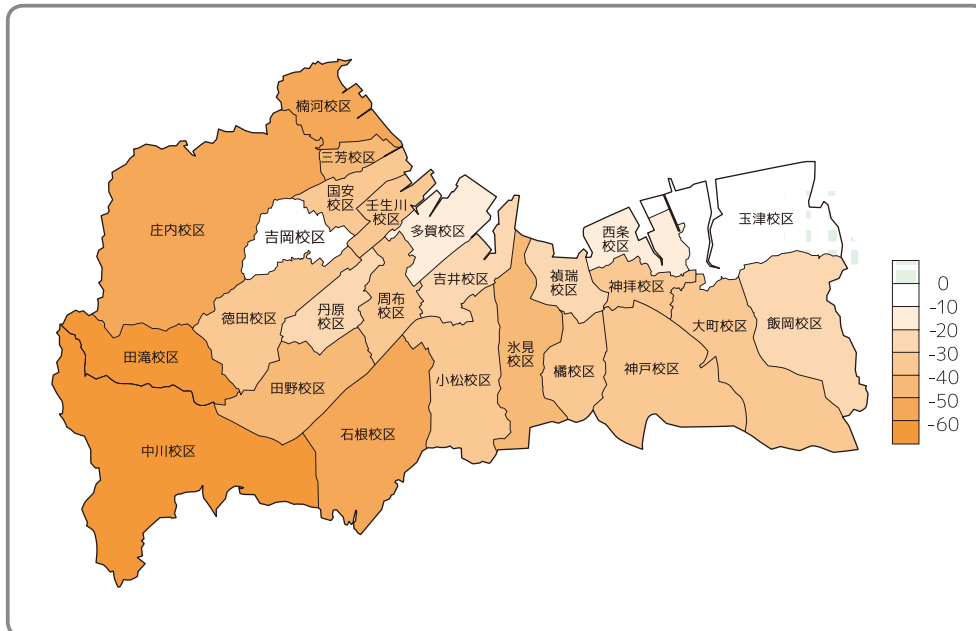 楠河校区
三芳校区
国安
校区
壬生川
校区
庄内校区
吉岡校区
多賀校区
西条
校区
玉津校区
吉井校区
禎瑞
校区
神拝校区
徳田校区
丹原
校区
周布
校区
大町校区
飯岡校区
田滝校区
田野校区
小松校区
氷見
校区
橘校区
神戸校区
石根校区
中川校区
0
-10
-20
-30
-40
-50
-60